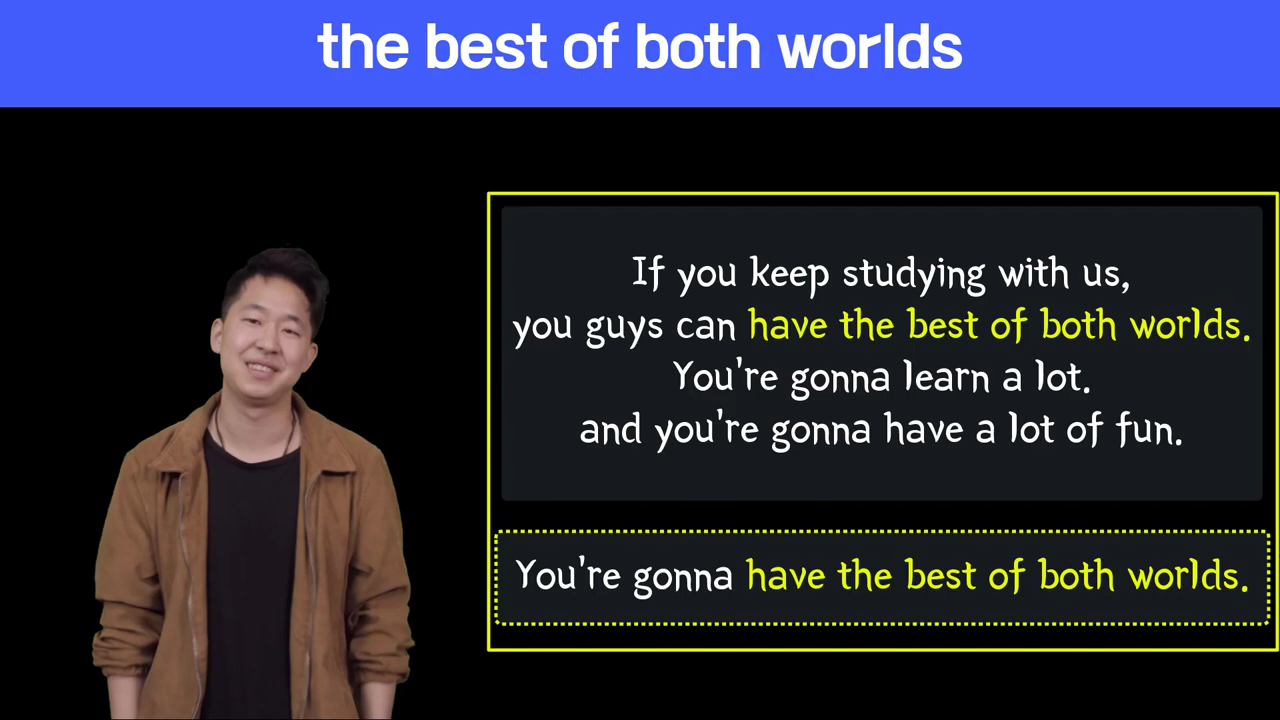 the best of both worlds
If you keep studying with us,
you guys can have the best of both worlds.
You're gonna learn a lot.
and you're gonna have a lot of fun.
You're gonna have the best of both worlds.